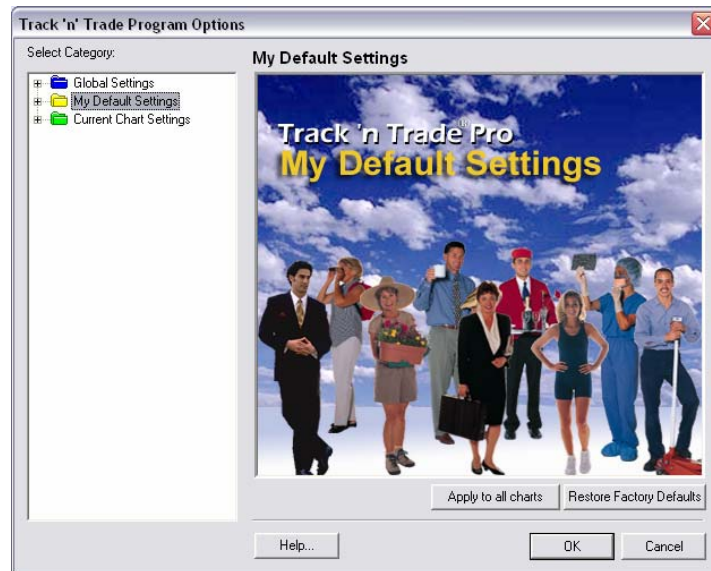 Track 'n' Trade Program Options
Select Category:
Global Settings
My Default Settings
Current Chart Settings
My Default Settings
Track 'n Trade Pro
My Default Settings
Apply to all charts
Restore Factory Defaults
Help...
OK
Cancel